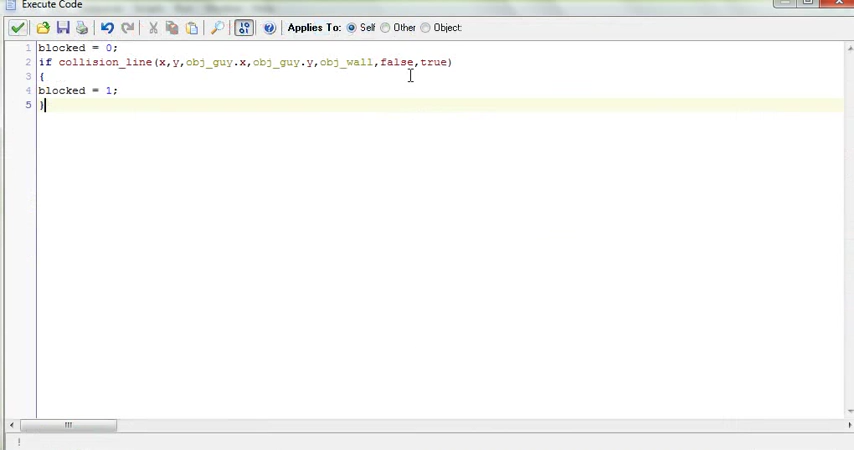 Execute Code
Applies To: Self Other Object:
1 blocked = 0;
2 if collision_line(x,y,obj_guy.x,obj_guy.y,obj_wall,false,true)
3 {
4 blocked = 1;
5 }